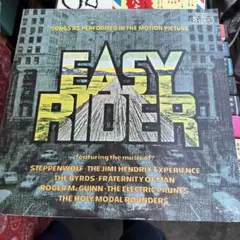 SONGS AS PERFORMED IN THE MOTION PICTURE
EASY
RIDER
featuring the music of:
STEPPENWOLF · THE JIMI HENDRIX EXPERIENCE
THE BYRDS · FRATERNITY OF MAN
ROGER McGUINN · THE ELECTRIC PRUNES
THE HOLY MODAL ROUNDERS